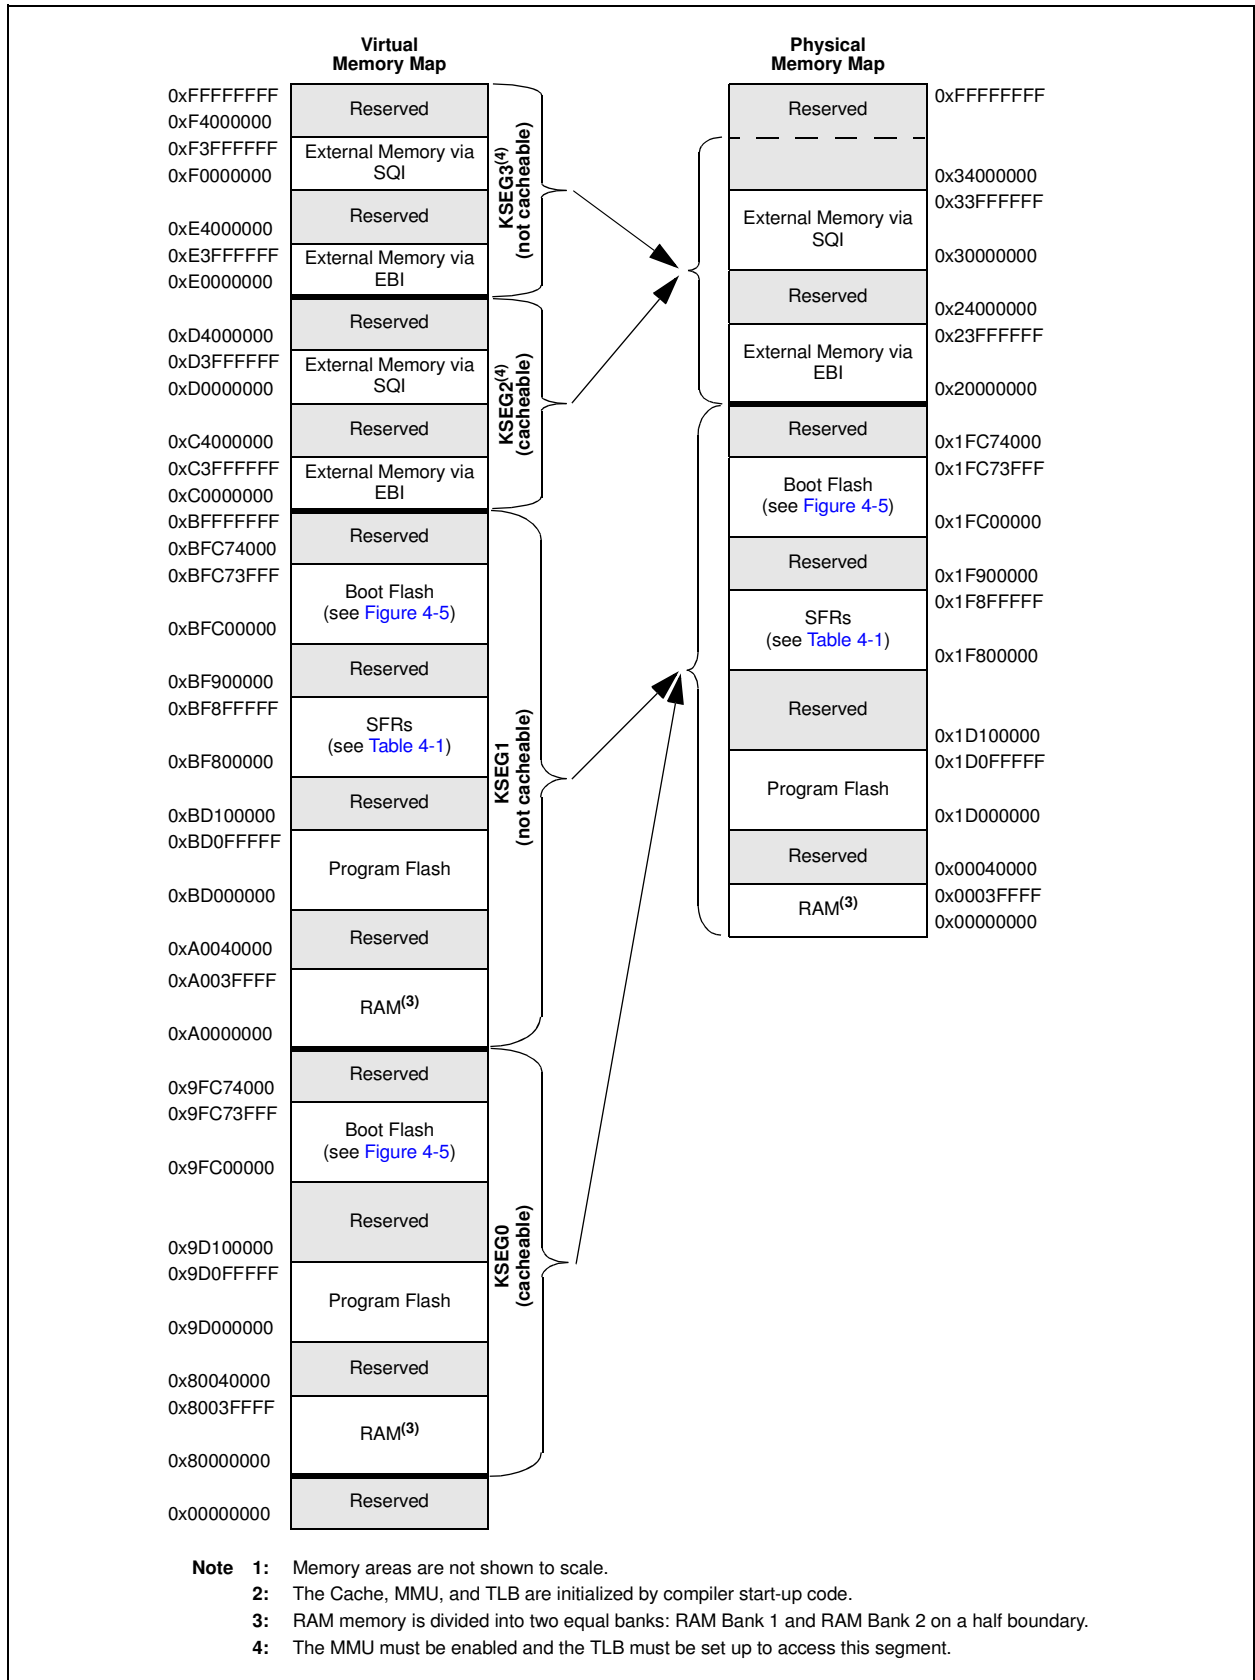 Virtual
Memory Map
0xFFFFFFFF
Reserved
0xF4000000
0xF3FFFFFF
External Memory via
SQI
0xF0000000
Reserved
0xE4000000
0xE3FFFFFF
External Memory via
EBI
0xE0000000
KSEG3(4)
(not cacheable)
Reserved
0xD4000000
0xD3FFFFFF
External Memory via
SQI
0xD0000000
Reserved
0xC4000000
0xC3FFFFFF
External Memory via
EBI
0xC0000000
KSEG2(4)
(cacheable)
0xBFFFFFFF
Reserved
0xBFC74000
0xBFC73FFF
Boot Flash
(see Figure 4-5)
0xBFC00000
Reserved
0xBF900000
0xBF8FFFFF
SFRs
(see Table 4-1)
0xBF800000
Reserved
0xBD100000
0xBD0FFFFF
Program Flash
0xBD000000
Reserved
0xA0040000
0xA003FFFF
RAM(3)
0xA0000000
KSEG1
(not cacheable)
Reserved
0x9FC74000
0x9FC73FFF
Boot Flash
(see Figure 4-5)
0x9FC00000
Reserved
0x9D100000
0x9D0FFFFF
Program Flash
0x9D000000
Reserved
0x80040000
0x8003FFFF
RAM(3)
0x80000000
KSEG0
(cacheable)
Reserved
0x00000000
Physical
Memory Map
0xFFFFFFFF
Reserved
0x34000000
0x33FFFFFF
External Memory via
SQI
0x30000000
Reserved
0x24000000
0x23FFFFFF
External Memory via
EBI
0x20000000
Reserved
0x1FC74000
0x1FC73FFF
Boot Flash
(see Figure 4-5)
0x1FC00000
Reserved
0x1F900000
0x1F8FFFFF
SFRs
(see Table 4-1)
0x1F800000
Reserved
0x1D100000
0x1D0FFFFF
Program Flash
0x1D000000
Reserved
0x00040000
0x0003FFFF
RAM(3)
0x00000000
Note 1: Memory areas are not shown to scale.
2: The Cache, MMU, and TLB are initialized by compiler start-up code.
3: RAM memory is divided into two equal banks: RAM Bank 1 and RAM Bank 2 on a half boundary.
4: The MMU must be enabled and the TLB must be set up to access this segment.